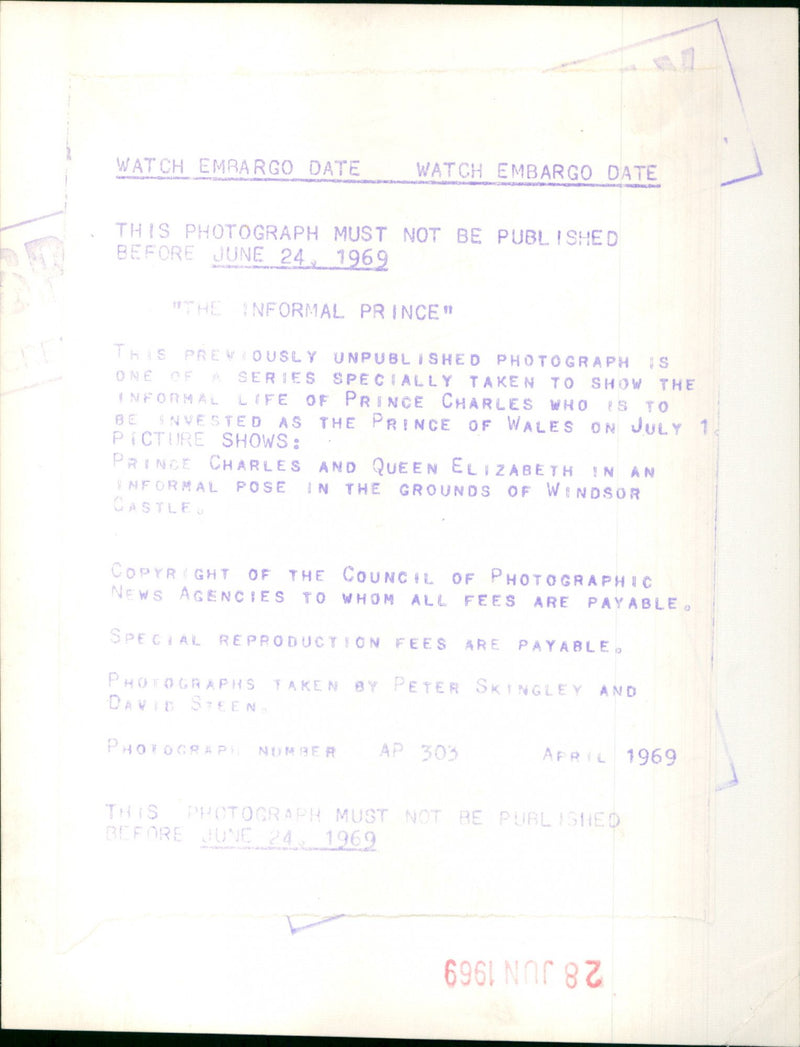 WATCH EMBARGO DATE WATCH EMBARGO DATE
THIS PHOTOGRAPH MUST NOT BE PUBLISHED
BEFORE JUNE 24, 1969
"THE INFORMAL PRINCE"
THIS PREVIOUSLY UNPUBLISHED PHOTOGRAPH IS
ONE OF A SERIES SPECIALLY TAKEN TO SHOW THE
INFORMAL LIFE OF PRINCE CHARLES WHO IS TO
BE INVESTED AS THE PRINCE OF WALES ON JULY 1.
PICTURE SHOWS:
PRINCE CHARLES AND QUEEN ELIZABETH IN AN
INFORMAL POSE IN THE GROUNDS OF WINDSOR
CASTLE.
COPYRIGHT OF THE COUNCIL OF PHOTOGRAPHIC
NEWS AGENCIES TO WHOM ALL FEES ARE PAYABLE.
SPECIAL REPRODUCTION FEES ARE PAYABLE.
PHOTOGRAPHS TAKEN BY PETER SKINGLEY AND
DAVID STEEN.
PHOTOGRAPH NUMBER AP 303 APRIL 1969
THIS PHOTOGRAPH MUST NOT BE PUBLISHED
BEFORE JUNE 24, 1969
28 JUN 1969